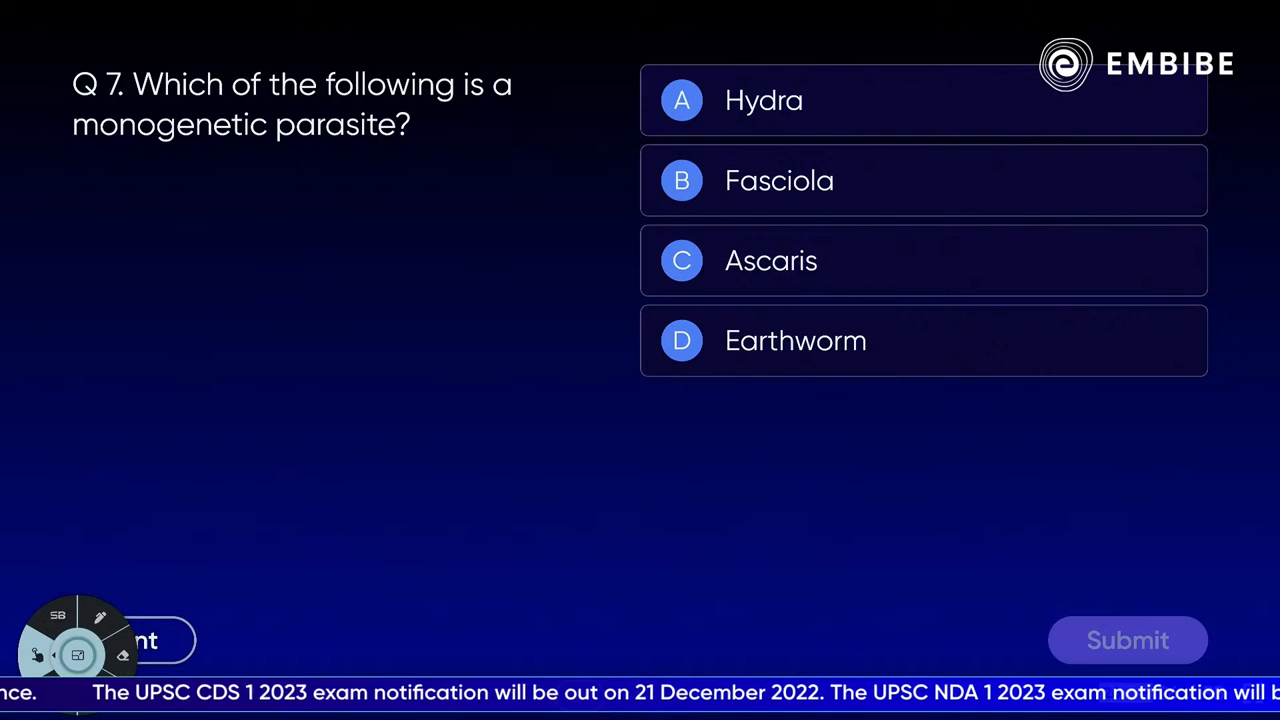 EMBIBE
Q 7. Which of the following is a
monogenetic parasite?
A Hydra
B Fasciola
C Ascaris
D Earthworm
SB
nt
Submit
nce. The UPSC CDS 1 2023 exam notification will be out on 21 December 2022. The UPSC NDA 1 2023 exam notification will b